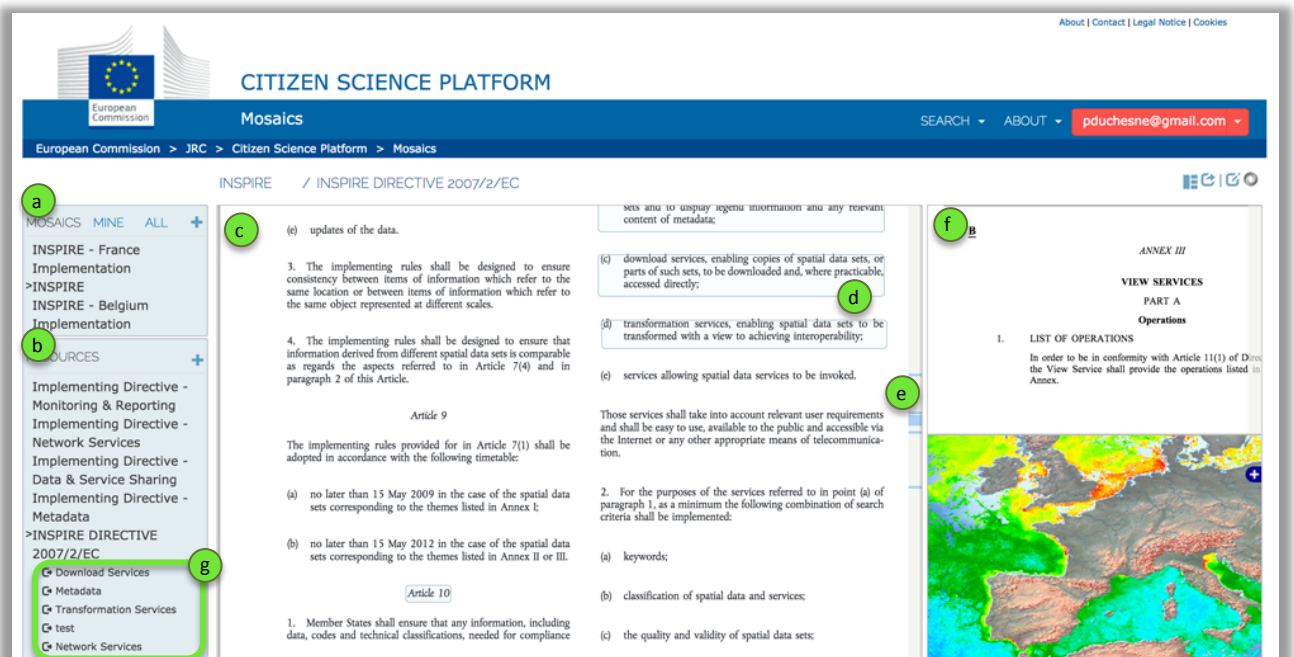 About | Contact | Legal Notice | Cookies
European
Commission
CITIZEN SCIENCE PLATFORM
Mosaics
SEARCH
ABOUT
pduchesne@gmail.com
European Commission > JRC > Citizen Science Platform > Mosaics
INSPIRE / INSPIRE DIRECTIVE 2007/2/EC
a
MOSAICS MINE ALL +
INSPIRE - France
Implementation
>INSPIRE
INSPIRE - Belgium
Implementation
b
OURCES +
Implementing Directive -
Monitoring & Reporting
Implementing Directive -
Network Services
Implementing Directive -
Data & Service Sharing
Implementing Directive -
Metadata
>INSPIRE DIRECTIVE
2007/2/EC
g
Download Services
Metadata
Transformation Services
test
Network Services
c
(e) updates of the data.
3. The implementing rules shall be designed to ensure
consistency between items of information which refer to the
same location or between items of information which refer to
the same object represented at different scales.
4. The implementing rules shall be designed to ensure that
information derived from different spatial data sets is comparable
as regards the aspects referred to in Article 7(4) and in
paragraph 2 of this Article.
Article 9
The implementing rules provided for in Article 7(1) shall be
adopted in accordance with the following timetable:
(a) no later than 15 May 2009 in the case of the spatial data
sets corresponding to the themes listed in Annex I;
(b) no later than 15 May 2012 in the case of the spatial data
sets corresponding to the themes listed in Annex II or III.
Article 10
1. Member States shall ensure that any information, including
data, codes and technical classifications, needed for compliance
sets and to display legend information and any relevant
content of metadata;
(c) download services, enabling copies of spatial data sets, or
parts of such sets, to be downloaded and, where practicable,
accessed directly;
d
(d) transformation services, enabling spatial data sets to be
transformed with a view to achieving interoperability;
(e) services allowing spatial data services to be invoked.
e
Those services shall take into account relevant user requirements
and shall be easy to use, available to the public and accessible via
the Internet or any other appropriate means of telecommunica-
tion.
2. For the purposes of the services referred to in point (a) of
paragraph 1, as a minimum the following combination of search
criteria shall be implemented:
(a) keywords;
(b) classification of spatial data and services;
(c) the quality and validity of spatial data sets;
f
B
ANNEX III
VIEW SERVICES
PART A
Operations
1. LIST OF OPERATIONS
In order to be in conformity with Article 11(1) of Direc
the View Service shall provide the operations listed in
Annex.
+